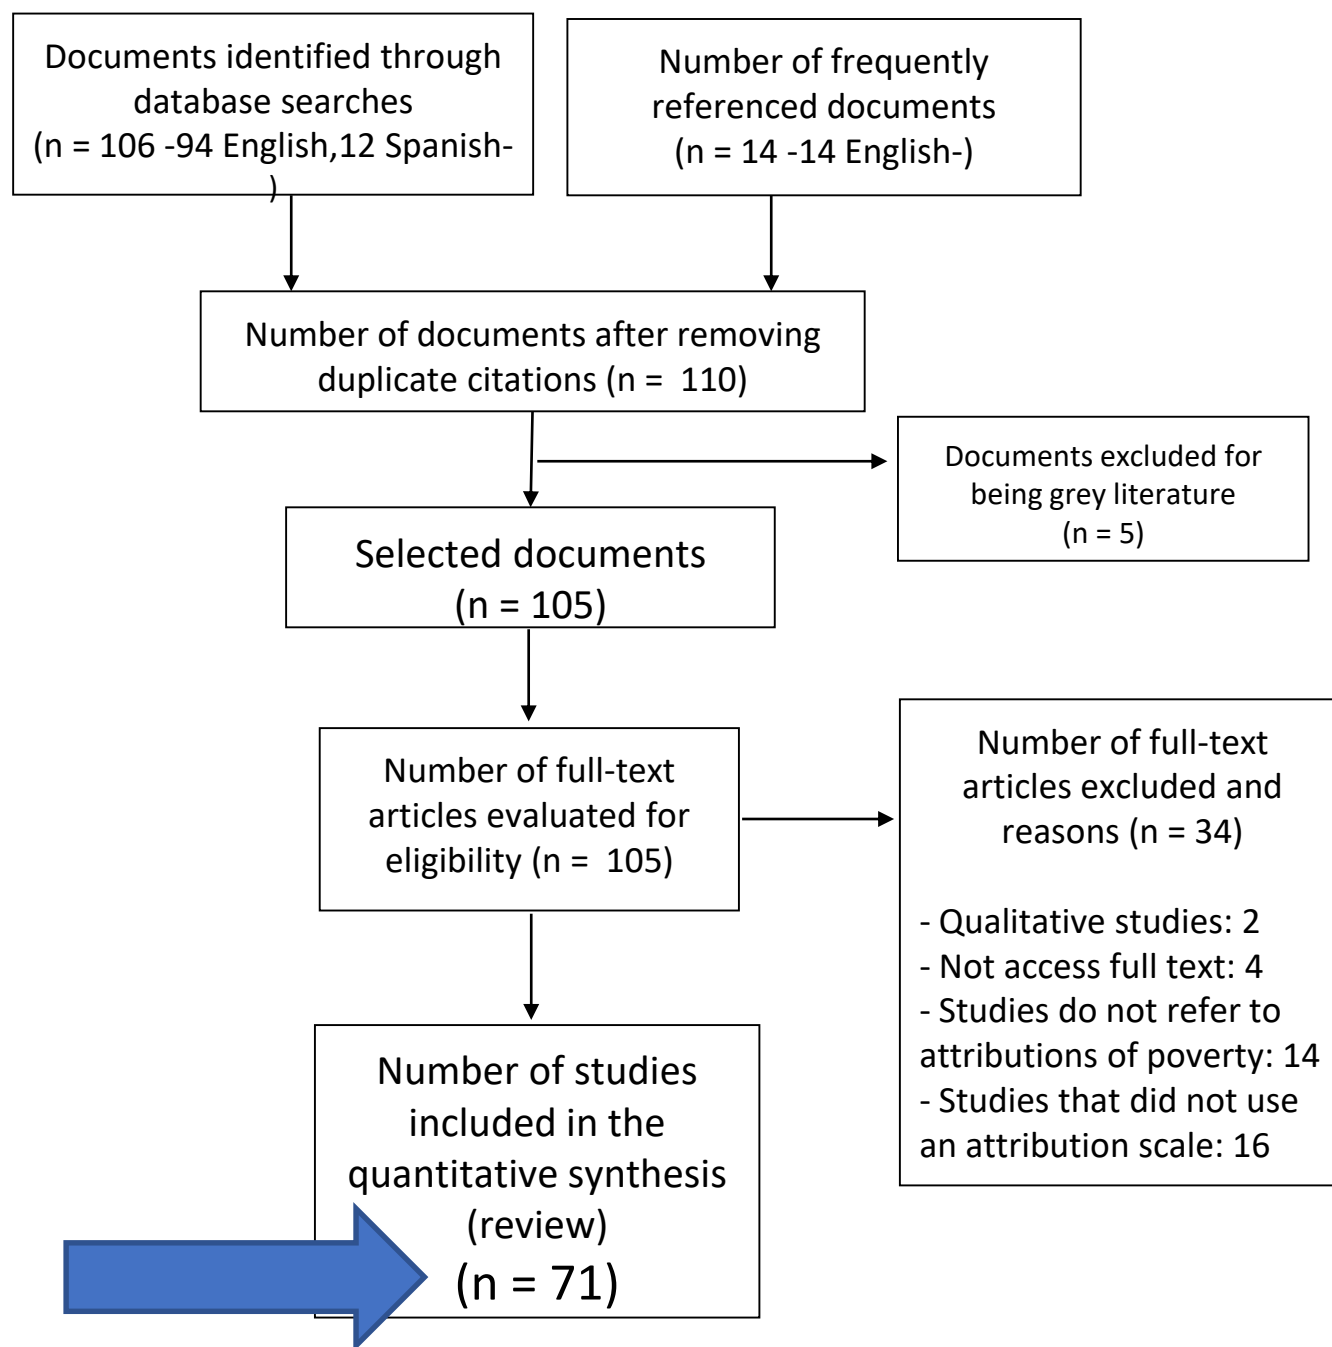 Documents identified through
database searches
(n = 106 -94 English,12 Spanish-
)
Number of frequently
referenced documents
(n = 14 -14 English-)
Number of documents after removing
duplicate citations (n =  110)
Documents excluded for
being grey literature
(n = 5)
Selected documents
(n = 105)
Number of full-text
articles evaluated for
eligibility (n =  105)
Number of full-text
articles excluded and
reasons (n = 34)
- Qualitative studies: 2
- Not access full text: 4
- Studies do not refer to
attributions of poverty: 14
- Studies that did not use
an attribution scale: 16
Number of studies
included in the
quantitative synthesis
(review)
(n = 71)